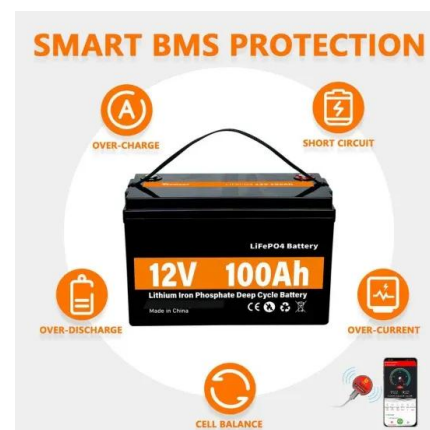 SMART BMS PROTECTION
OVER-CHARGE
SHORT CIRCUIT
LiFePO4 Battery
12V 100Ah
Lithium Iron Phosphate Deep Cycle Battery
Made in China
CE
OVER-DISCHARGE
OVER-CURRENT
CELL BALANCE